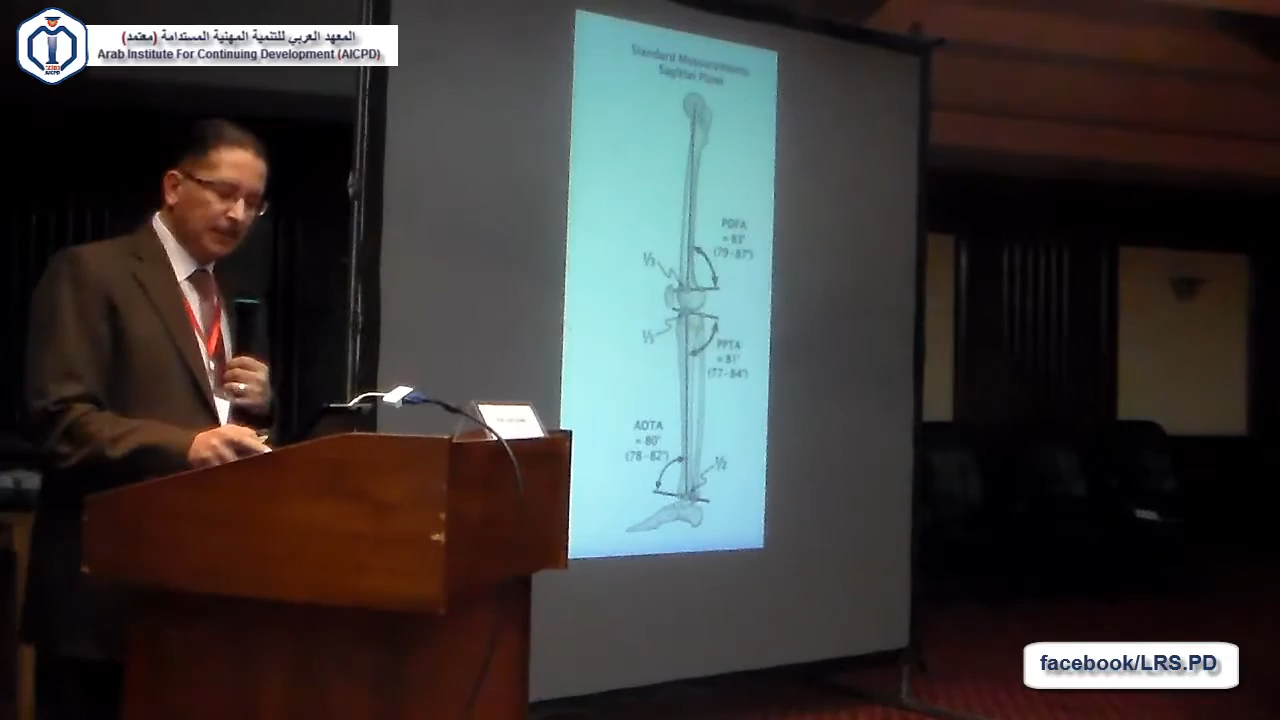 المعهد العربي للتنمية المهنية المستدامة (معتمد)
Arab Institute For Continuing Development (AICPD)
AICPD
Standard Measurements
Sagittal Plane
PDFA
= 83°
(79-87°)
⅓
⅕
PPTA
= 81°
(77-84°)
ADTA
= 80°
(78-82°)
½
facebook/LRS.PD